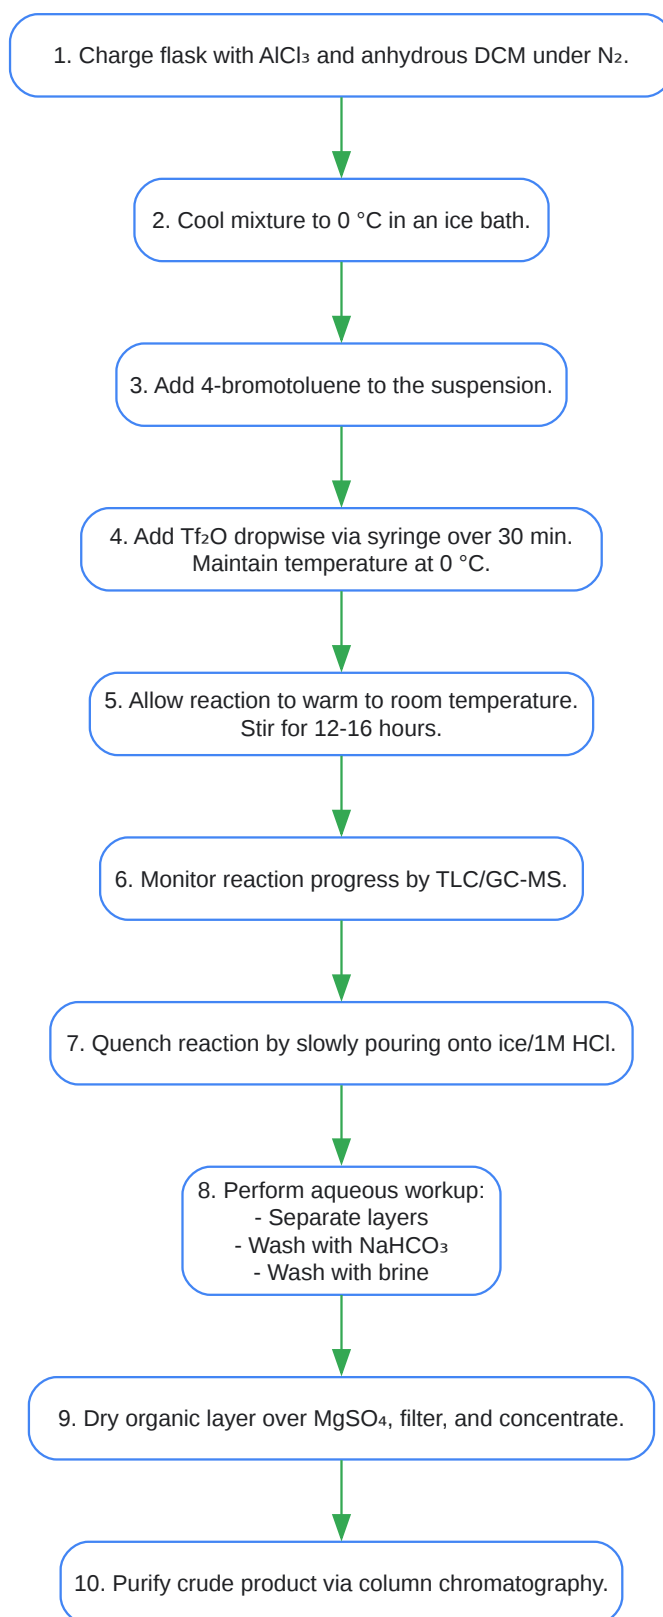 1. Charge flask with AlCl₃ and anhydrous DCM under N₂.
2. Cool mixture to 0 °C in an ice bath.
3. Add 4-bromotoluene to the suspension.
4. Add Tf₂O dropwise via syringe over 30 min.
Maintain temperature at 0 °C.
5. Allow reaction to warm to room temperature.
Stir for 12-16 hours.
6. Monitor reaction progress by TLC/GC-MS.
7. Quench reaction by slowly pouring onto ice/1M HCl.
8. Perform aqueous workup:
- Separate layers
- Wash with NaHCO₃
- Wash with brine
9. Dry organic layer over MgSO₄, filter, and concentrate.
10. Purify crude product via column chromatography.